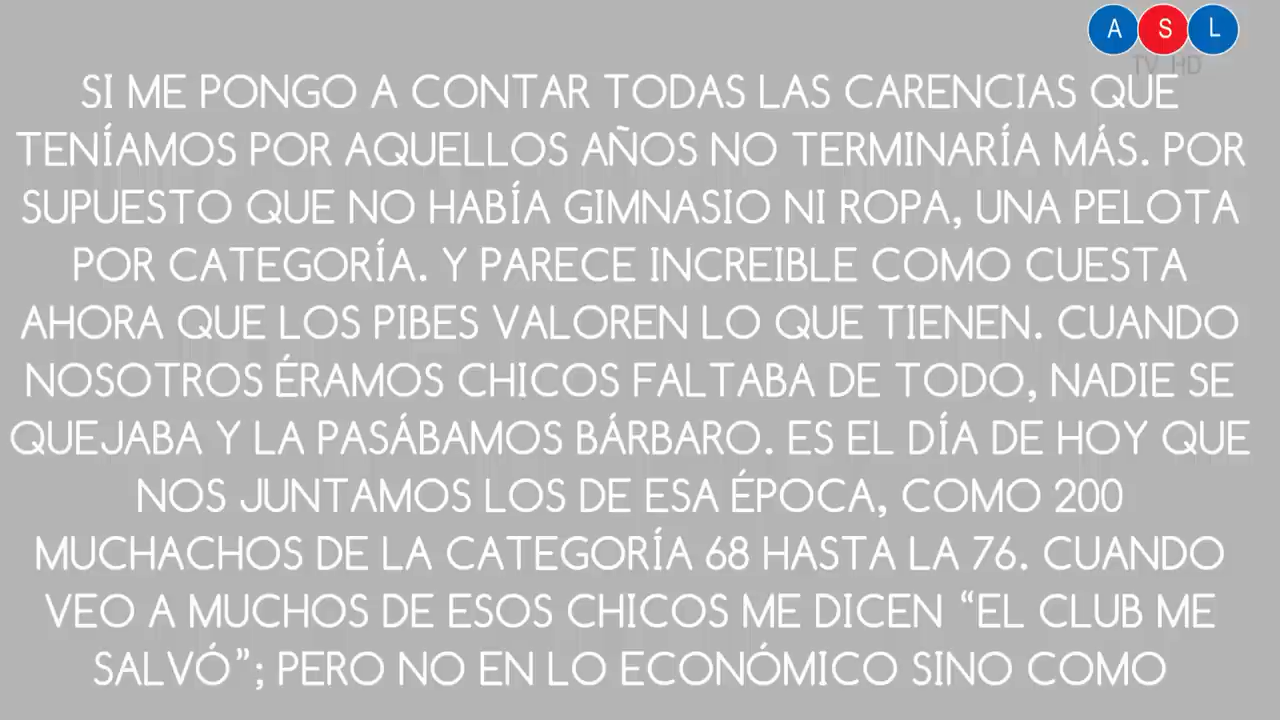 A S L
TV HD
SI ME PONGO A CONTAR TODAS LAS CARENCIAS QUE
TENÍAMOS POR AQUELLOS AÑOS NO TERMINARÍA MÁS. POR
SUPUESTO QUE NO HABÍA GIMNASIO NI ROPA, UNA PELOTA
POR CATEGORÍA. Y PARECE INCREIBLE COMO CUESTA
AHORA QUE LOS PIBES VALOREN LO QUE TIENEN. CUANDO
NOSOTROS ÉRAMOS CHICOS FALTABA DE TODO, NADIE SE
QUEJABA Y LA PASÁBAMOS BÁRBARO. ES EL DÍA DE HOY QUE
NOS JUNTAMOS LOS DE ESA ÉPOCA, COMO 200
MUCHACHOS DE LA CATEGORÍA 68 HASTA LA 76. CUANDO
VEO A MUCHOS DE ESOS CHICOS ME DICEN “EL CLUB ME
SALVÓ”; PERO NO EN LO ECONÓMICO SINO COMO